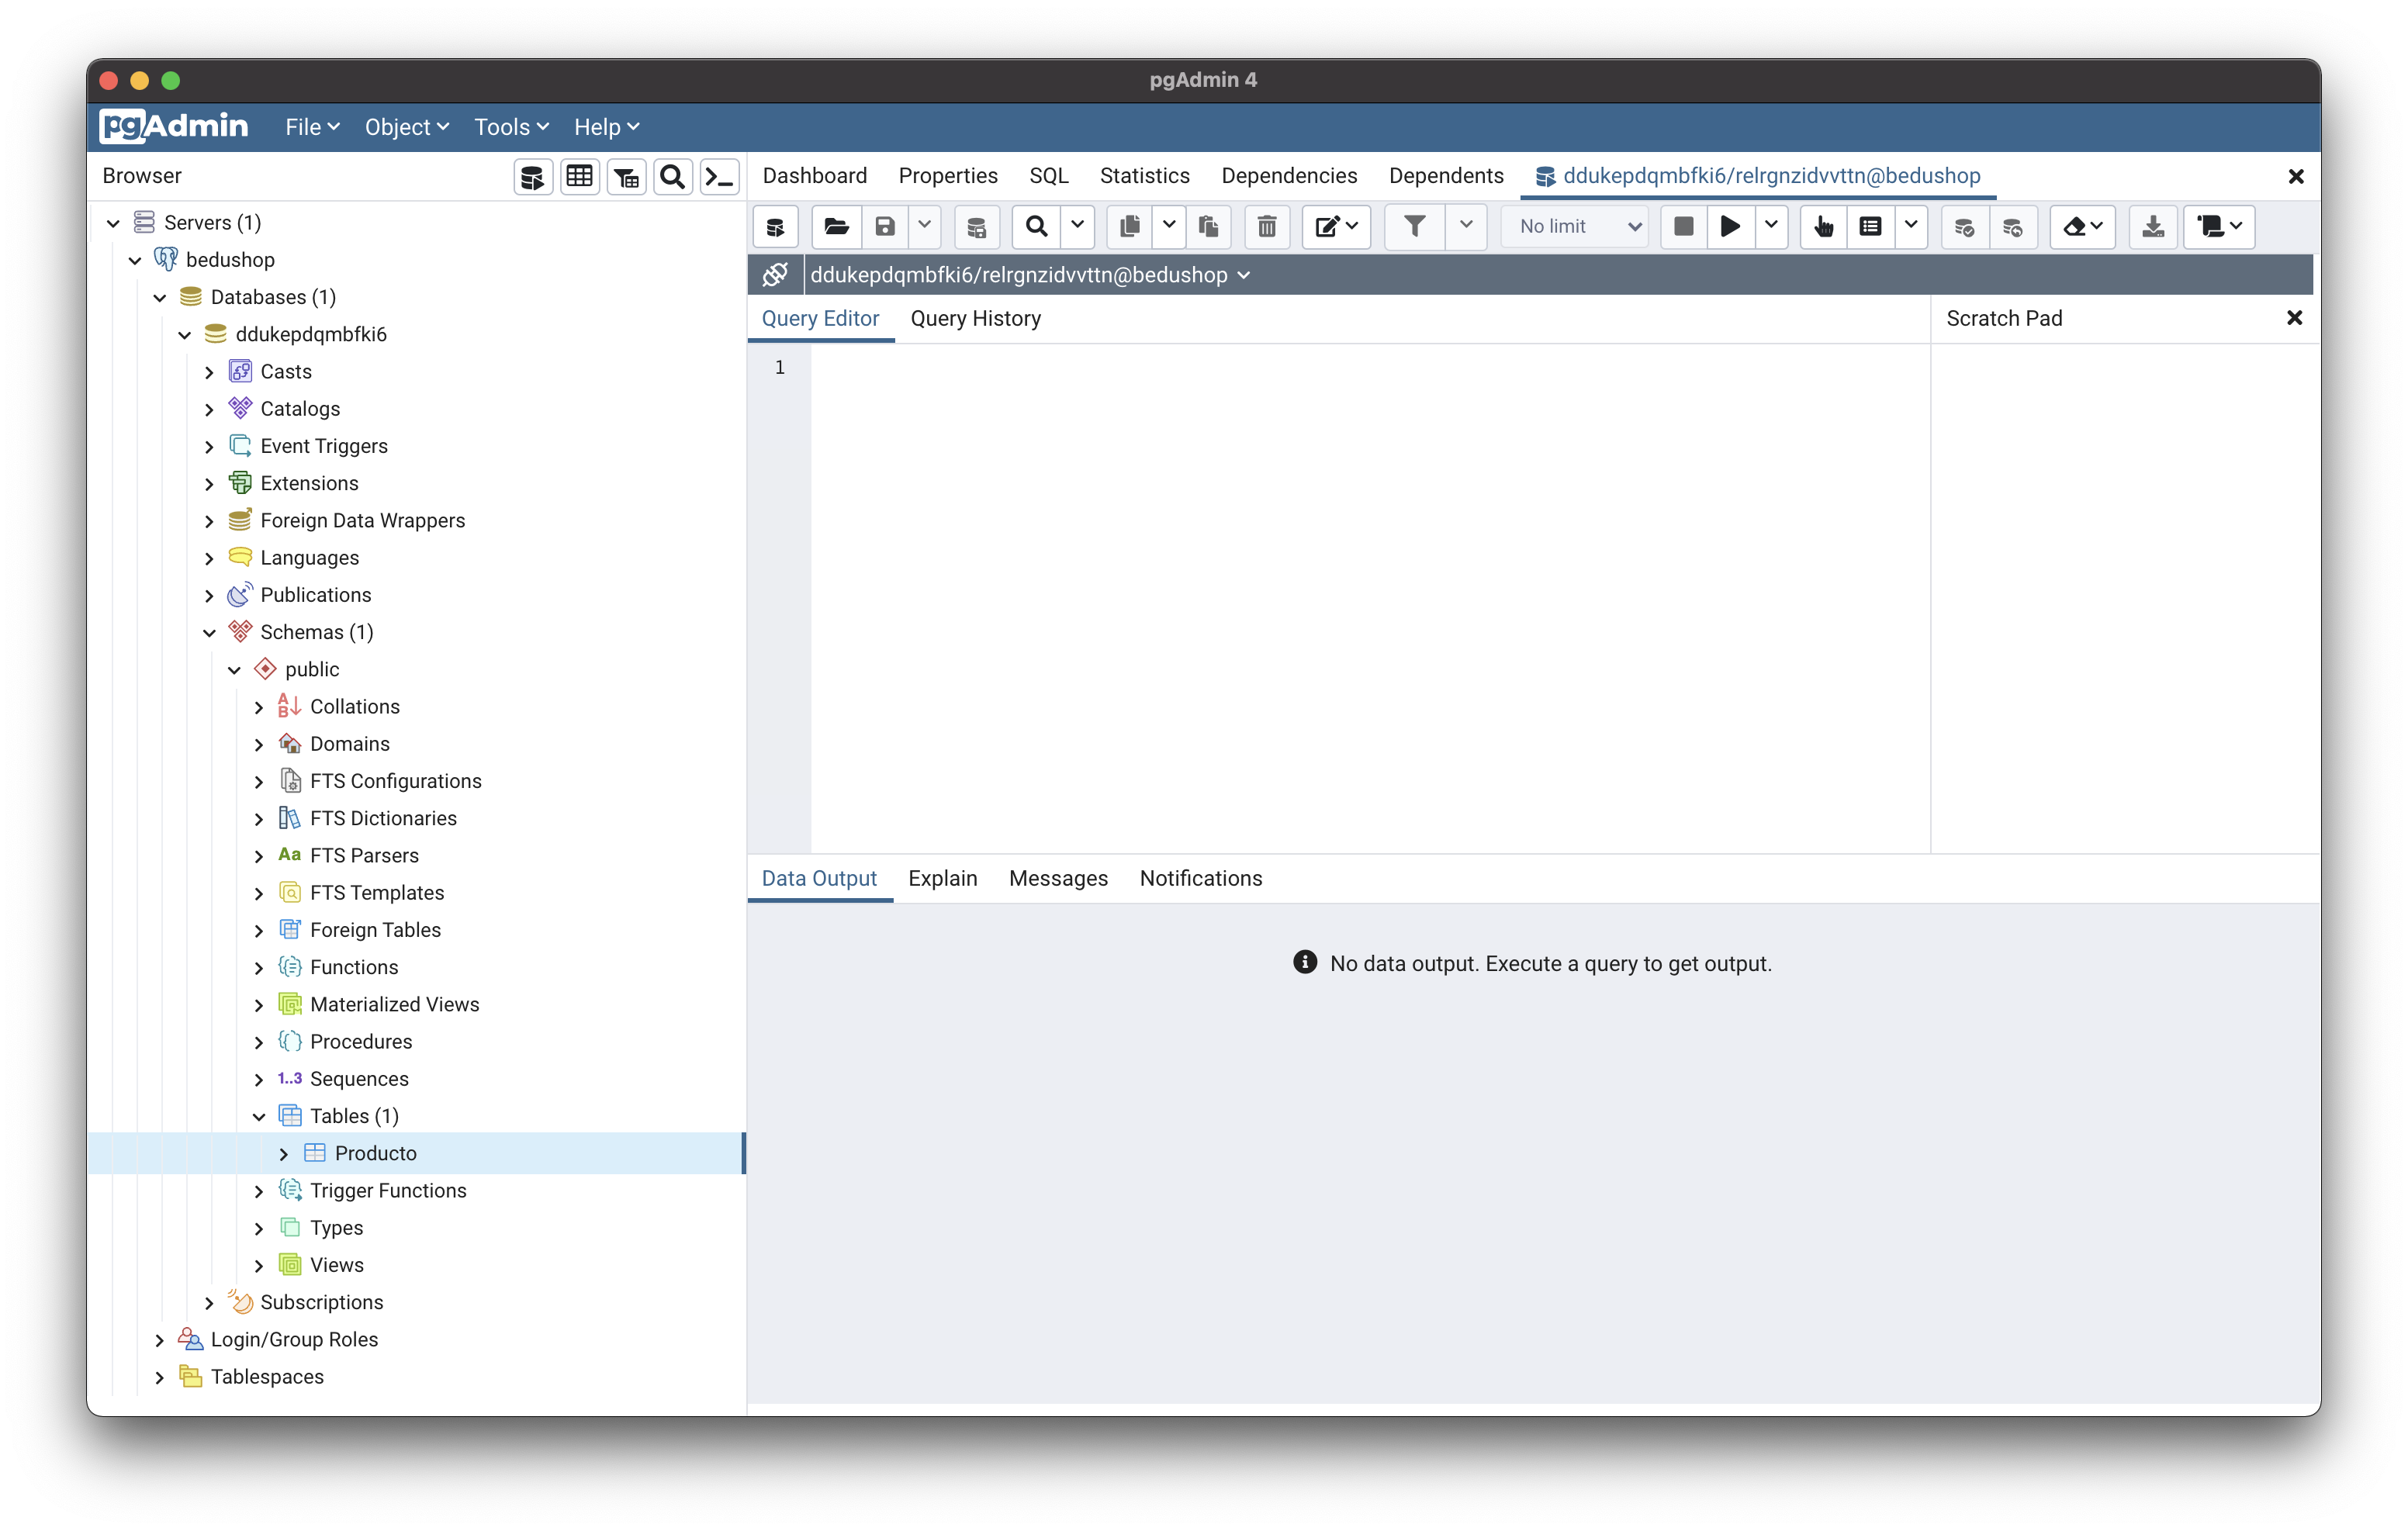 pgAdmin 4
pgAdmin File Object Tools Help
Browser
Dashboard Properties SQL Statistics Dependencies Dependents ddukepdqmbfki6/relrgnzidvvttn@bedushop
No limit
ddukepdqmbfki6/relrgnzidvvttn@bedushop
Query Editor Query History
Scratch Pad
1
Servers (1)
bedushop
Databases (1)
ddukepdqmbfki6
Casts
Catalogs
Event Triggers
Extensions
Foreign Data Wrappers
Languages
Publications
Schemas (1)
public
Collations
Domains
FTS Configurations
FTS Dictionaries
Aa FTS Parsers
FTS Templates
Foreign Tables
Functions
Materialized Views
Procedures
1..3 Sequences
Tables (1)
Producto
Trigger Functions
Types
Views
Subscriptions
Login/Group Roles
Tablespaces
Data Output Explain Messages Notifications
No data output. Execute a query to get output.